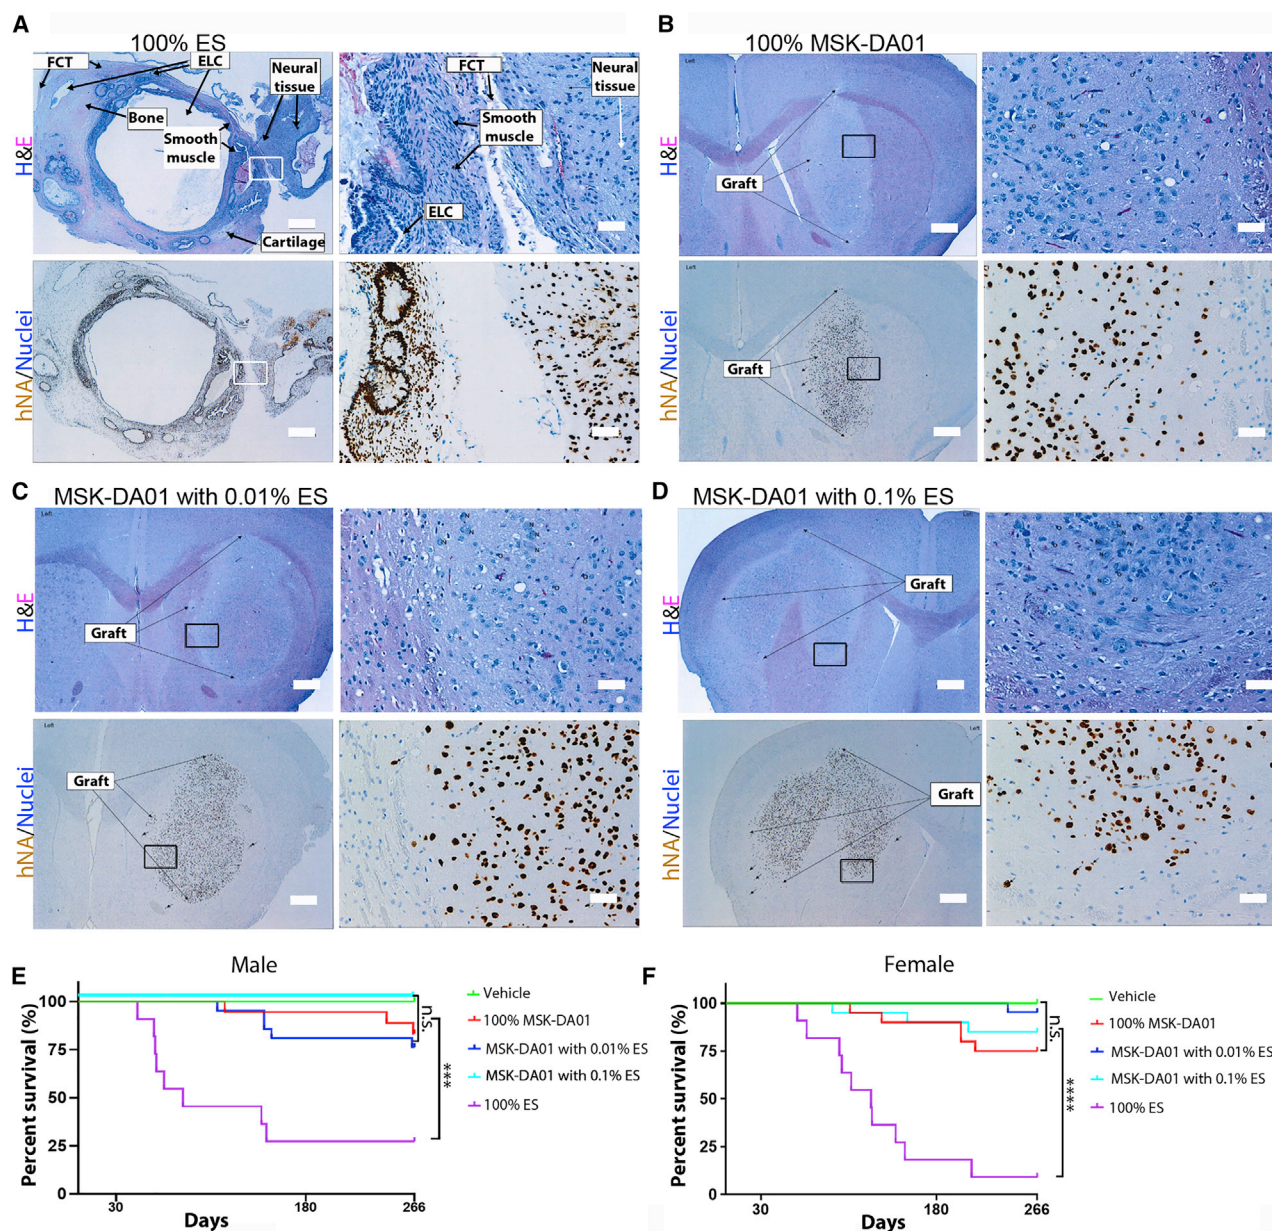 A
100% ES
FCT
ELC
Neural
tissue
Bone
Smooth
muscle
Cartilage
H&E
FCT
Neural
tissue
Smooth
muscle
ELC
hNA/Nuclei
B
100% MSK-DA01
Left
Graft
H&E
Left
Graft
hNA/Nuclei
C
MSK-DA01 with 0.01% ES
Left
Graft
H&E
Left
Graft
hNA/Nuclei
D
MSK-DA01 with 0.1% ES
Left
Graft
H&E
Left
Graft
hNA/Nuclei
E
Male
Percent survival (%)
100
75
50
25
0
30
180
266
Days
n.s.
***
Vehicle
100% MSK-DA01
MSK-DA01 with 0.01% ES
MSK-DA01 with 0.1% ES
100% ES
F
Female
Percent survival (%)
100
75
50
25
0
30
180
266
Days
n.s.
****
Vehicle
100% MSK-DA01
MSK-DA01 with 0.01% ES
MSK-DA01 with 0.1% ES
100% ES